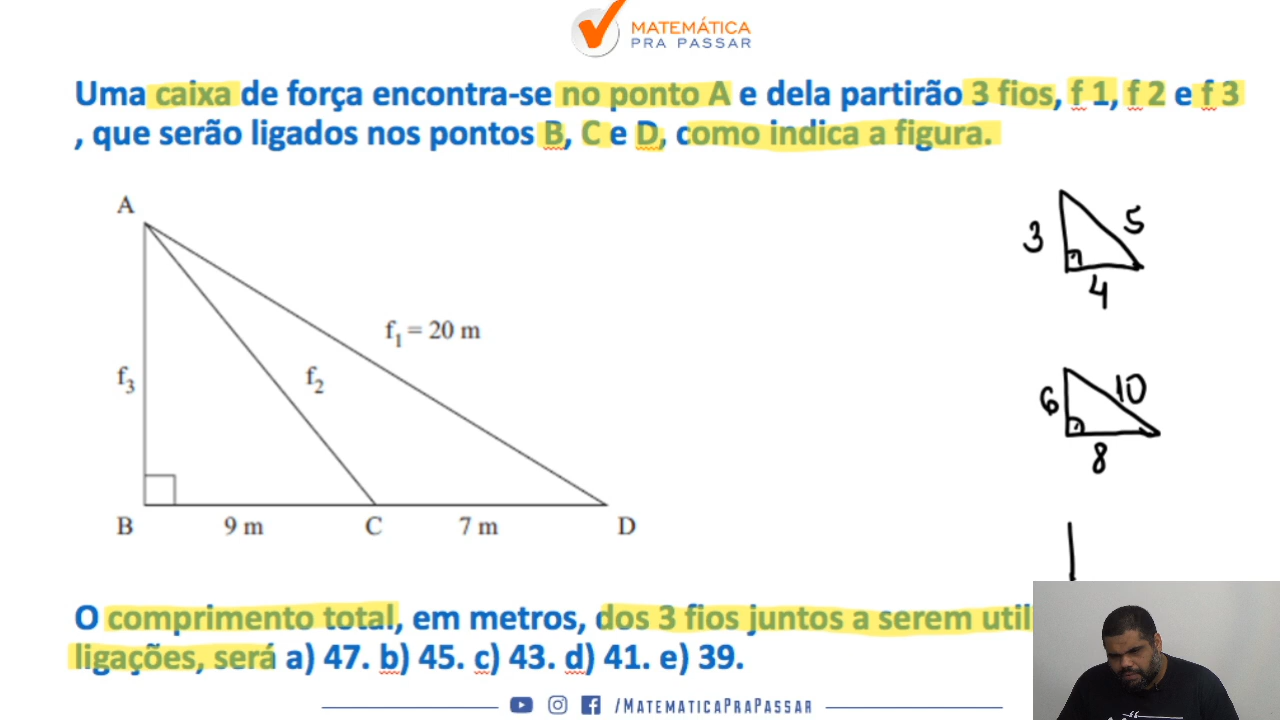 MATEMÁTICA
PRA PASSAR
Uma caixa de força encontra-se no ponto A e dela partirão 3 fios, f 1, f 2 e f 3
, que serão ligados nos pontos B, C e D, como indica a figura.
A
f₁ = 20 m
f₃
f₂
B
9 m
C
7 m
D
3
5
4
6
10
8
O comprimento total, em metros, dos 3 fios juntos a serem
ligações, será a) 47. b) 45. c) 43. d) 41. e) 39.
/MATEMATICAPRAPASSAR